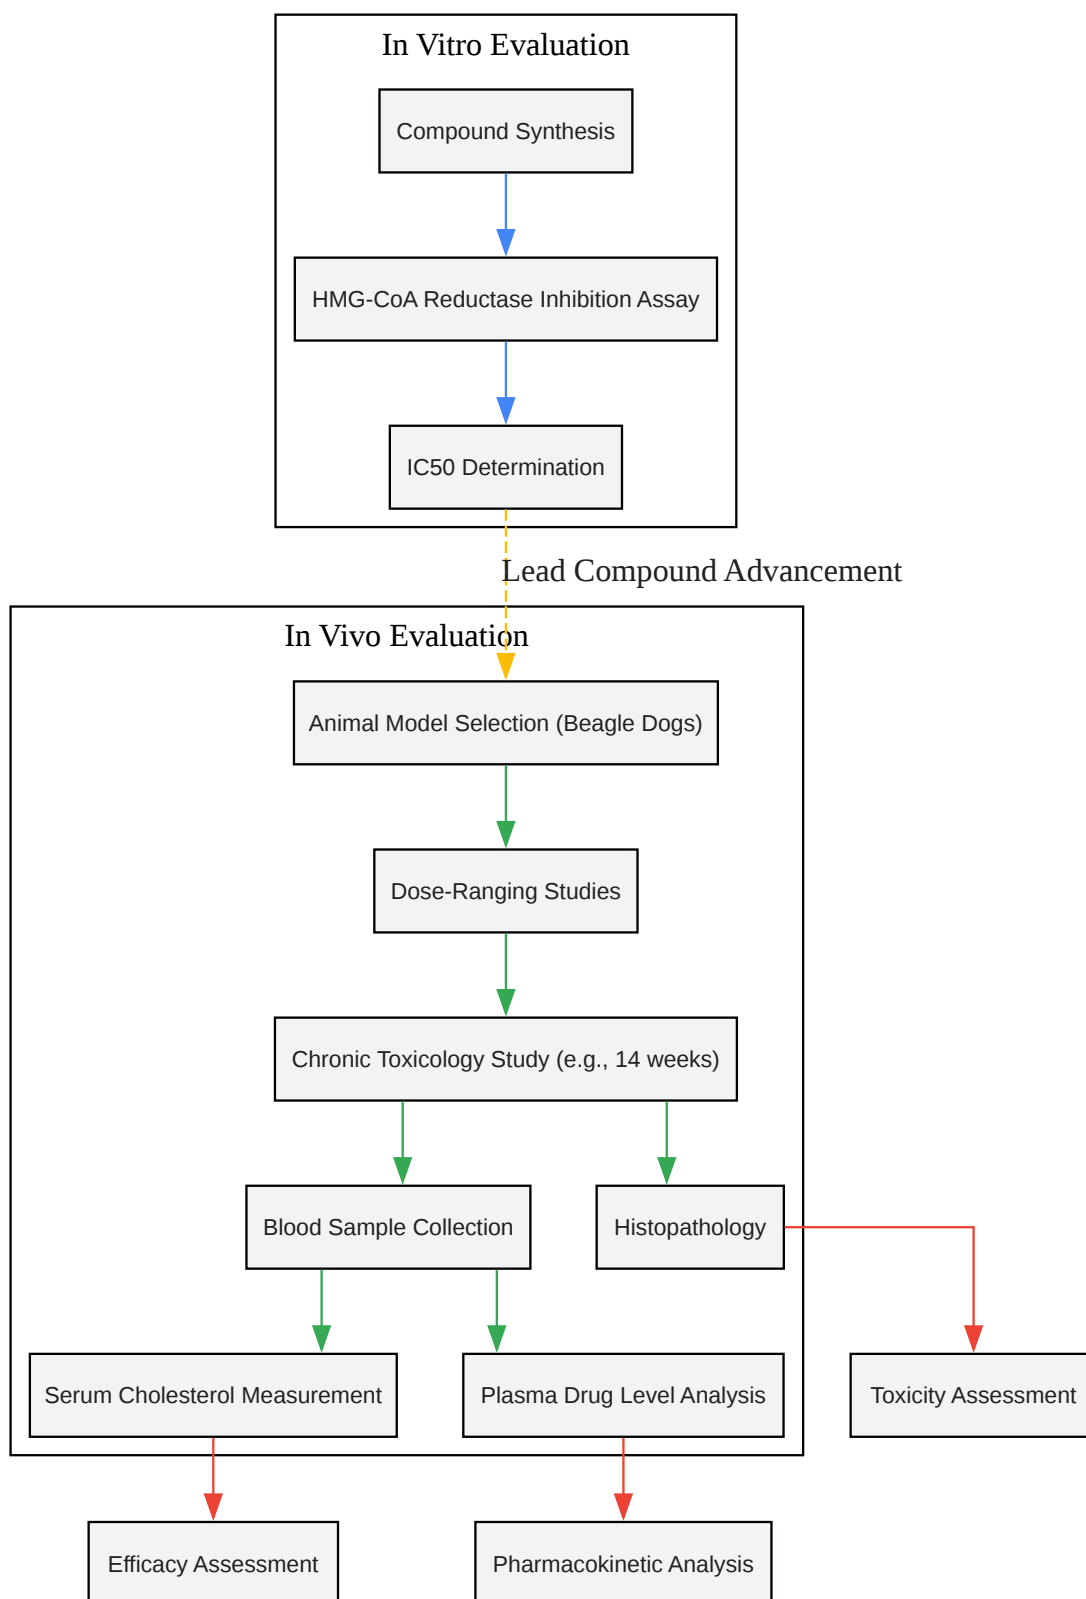 In Vitro Evaluation
Compound Synthesis
HMG-CoA Reductase Inhibition Assay
IC50 Determination
Lead Compound Advancement
In Vivo Evaluation
Animal Model Selection (Beagle Dogs)
Dose-Ranging Studies
Chronic Toxicology Study (e.g., 14 weeks)
Blood Sample Collection
Histopathology
Serum Cholesterol Measurement
Plasma Drug Level Analysis
Toxicity Assessment
Efficacy Assessment
Pharmacokinetic Analysis